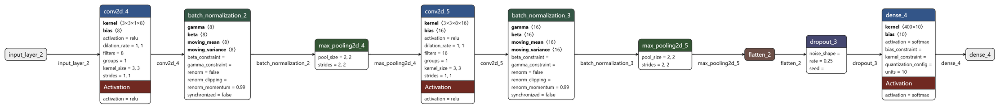 input_layer_2
input_layer_2
conv2d_4
kernel 〈3×3×1×8〉
bias 〈8〉
activation = relu
dilation_rate = 1, 1
filters = 8
groups = 1
kernel_size = 3, 3
strides = 1, 1
Activation
activation = relu
conv2d_4
batch_normalization_2
gamma 〈8〉
beta 〈8〉
moving_mean 〈8〉
moving_variance 〈8〉
beta_constraint =
gamma_constraint =
renorm = false
renorm_clipping =
renorm_momentum = 0.99
synchronized = false
batch_normalization_2
max_pooling2d_4
pool_size = 2, 2
strides = 2, 2
max_pooling2d_4
conv2d_5
kernel 〈3×3×8×16〉
bias 〈16〉
activation = relu
dilation_rate = 1, 1
filters = 16
groups = 1
kernel_size = 3, 3
strides = 1, 1
Activation
activation = relu
conv2d_5
batch_normalization_3
gamma 〈16〉
beta 〈16〉
moving_mean 〈16〉
moving_variance 〈16〉
beta_constraint =
gamma_constraint =
renorm = false
renorm_clipping =
renorm_momentum = 0.99
synchronized = false
batch_normalization_3
max_pooling2d_5
pool_size = 2, 2
strides = 2, 2
max_pooling2d_5
flatten_2
flatten_2
dropout_3
noise_shape =
rate = 0.25
seed =
dropout_3
dense_4
kernel 〈400×10〉
bias 〈10〉
activation = softmax
bias_constraint =
kernel_constraint =
quantization_config =
units = 10
Activation
activation = softmax
dense_4
dense_4